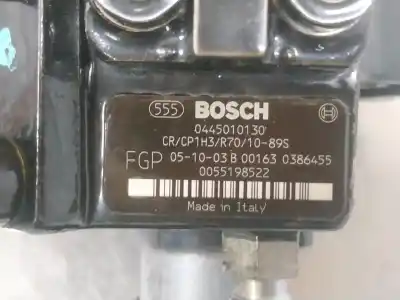 555 BOSCH
0445010130
CR/CP1H3/R70/10-89S
FGP 05-10-03 B 00163 0386455
0055198522
Made in Italy